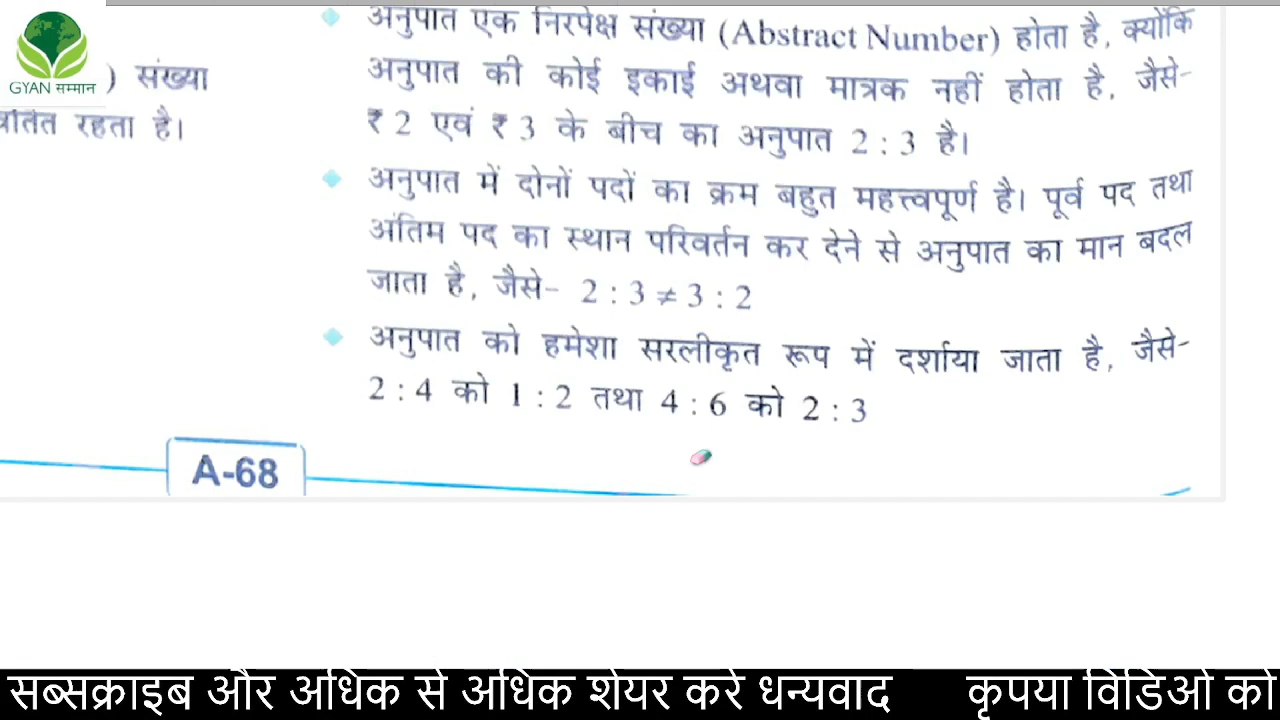 GYAN सम्मान
) संख्या
रहता है।
अनुपात एक निरपेक्ष संख्या (Abstract Number) होता है, क्योंकि
अनुपात की कोई इकाई अथवा मात्रक नहीं होता है, जैसे-
₹ 2 एवं ₹ 3 के बीच का अनुपात 2 : 3 है।
अनुपात में दोनों पदों का क्रम बहुत महत्त्वपूर्ण है। पूर्व पद तथा
अंतिम पद का स्थान परिवर्तन कर देने से अनुपात का मान बदल
जाता है, जैसे- 2 : 3 ≠ 3 : 2
अनुपात को हमेशा सरलीकृत रूप में दर्शाया जाता है, जैसे-
2 : 4 को 1 : 2 तथा 4 : 6 को 2 : 3
A-68
सब्सक्राइब और अधिक से अधिक शेयर करे धन्यवाद कृपया विडिओ को